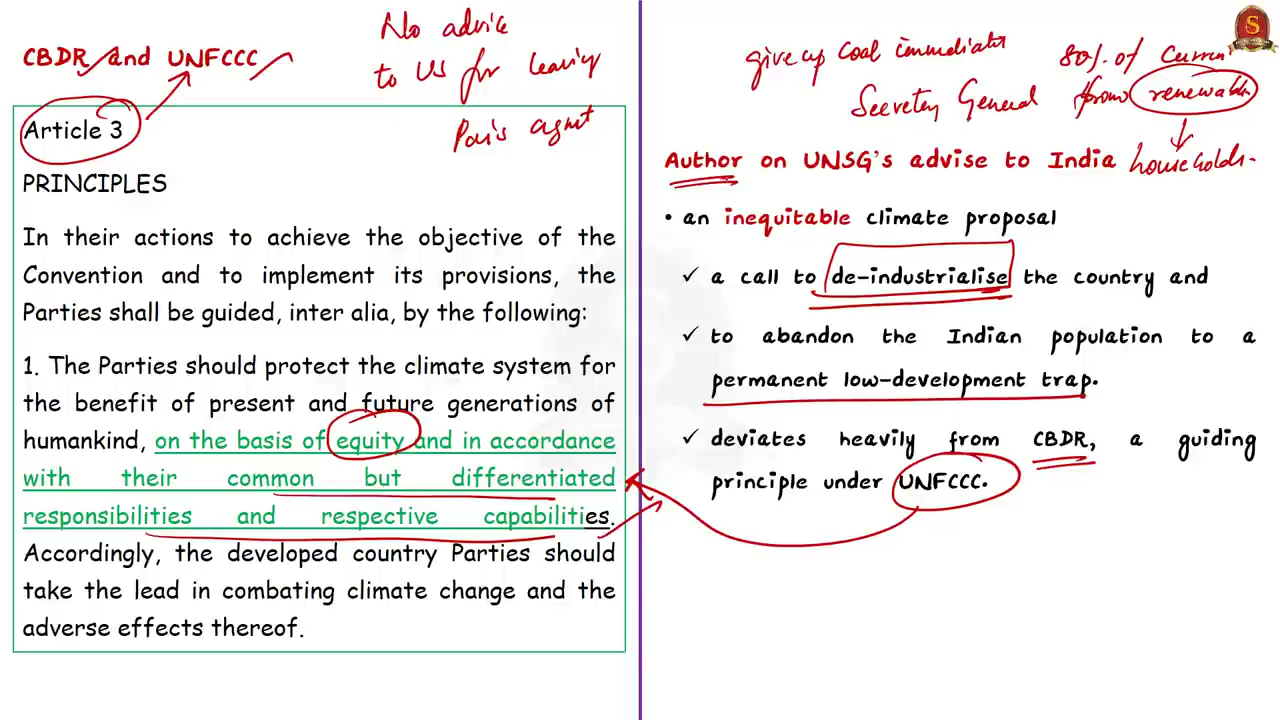 CBDR and UNFCCC
No advice
to US for leaving
Paris agmt
Article 3
PRINCIPLES
In their actions to achieve the objective of the
Convention and to implement its provisions, the
Parties shall be guided, inter alia, by the following:
1. The Parties should protect the climate system for
the benefit of present and future generations of
humankind, on the basis of equity and in accordance
with their common but differentiated
responsibilities and respective capabilities.
Accordingly, the developed country Parties should
take the lead in combating climate change and the
adverse effects thereof.
give up Coal immediate
Secretery General
80% of Curren
from renewable
households.
Author on UNSG's advise to India
• an inequitable climate proposal
✓ a call to de-industrialise the country and
✓ to abandon the Indian population to a
permanent low-development trap.
✓ deviates heavily from CBDR, a guiding
principle under UNFCCC.
S